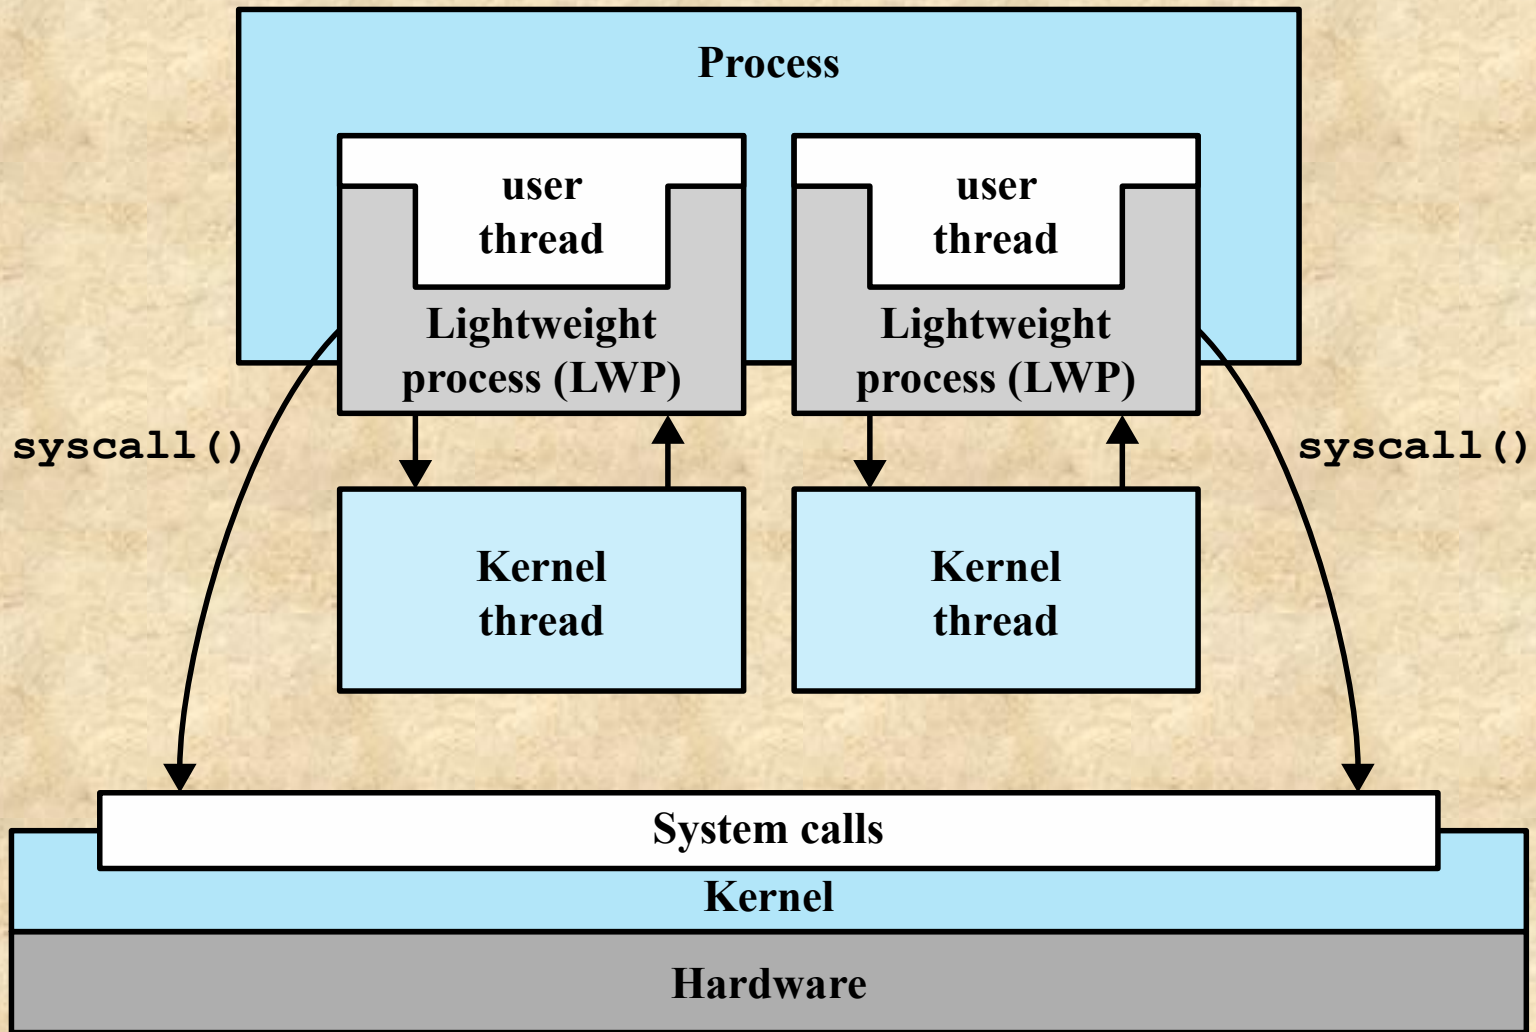 Process
user
thread
Lightweight
process (LWP)
user
thread
Lightweight
process (LWP)
syscall()
syscall()
Kernel
thread
Kernel
thread
System calls
Kernel
Hardware